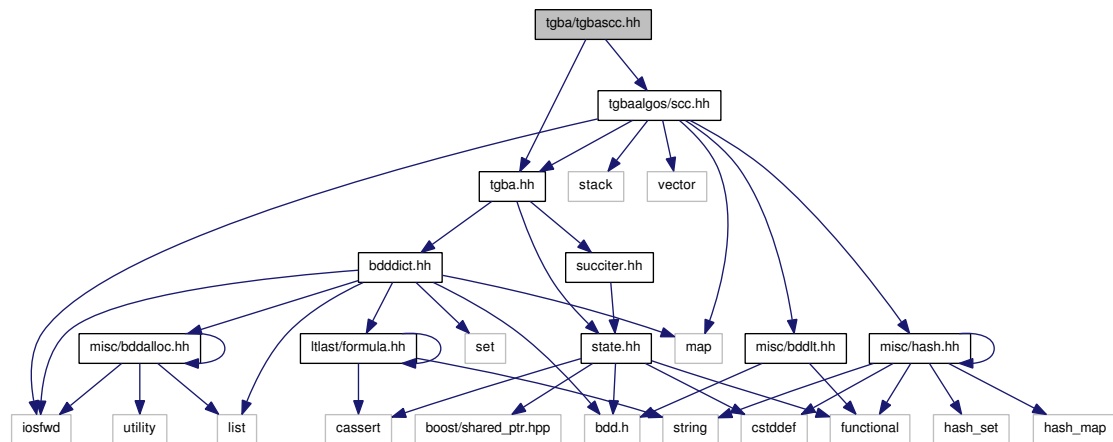 tgba/tgbascc.hh
tgbaalgos/scc.hh
tgba.hh
stack
vector
bdddict.hh
succiter.hh
misc/bddalloc.hh
ltlast/formula.hh
set
state.hh
map
misc/bddlt.hh
misc/hash.hh
iosfwd
utility
list
cassert
boost/shared_ptr.hpp
bdd.h
string
cstddef
functional
hash_set
hash_map